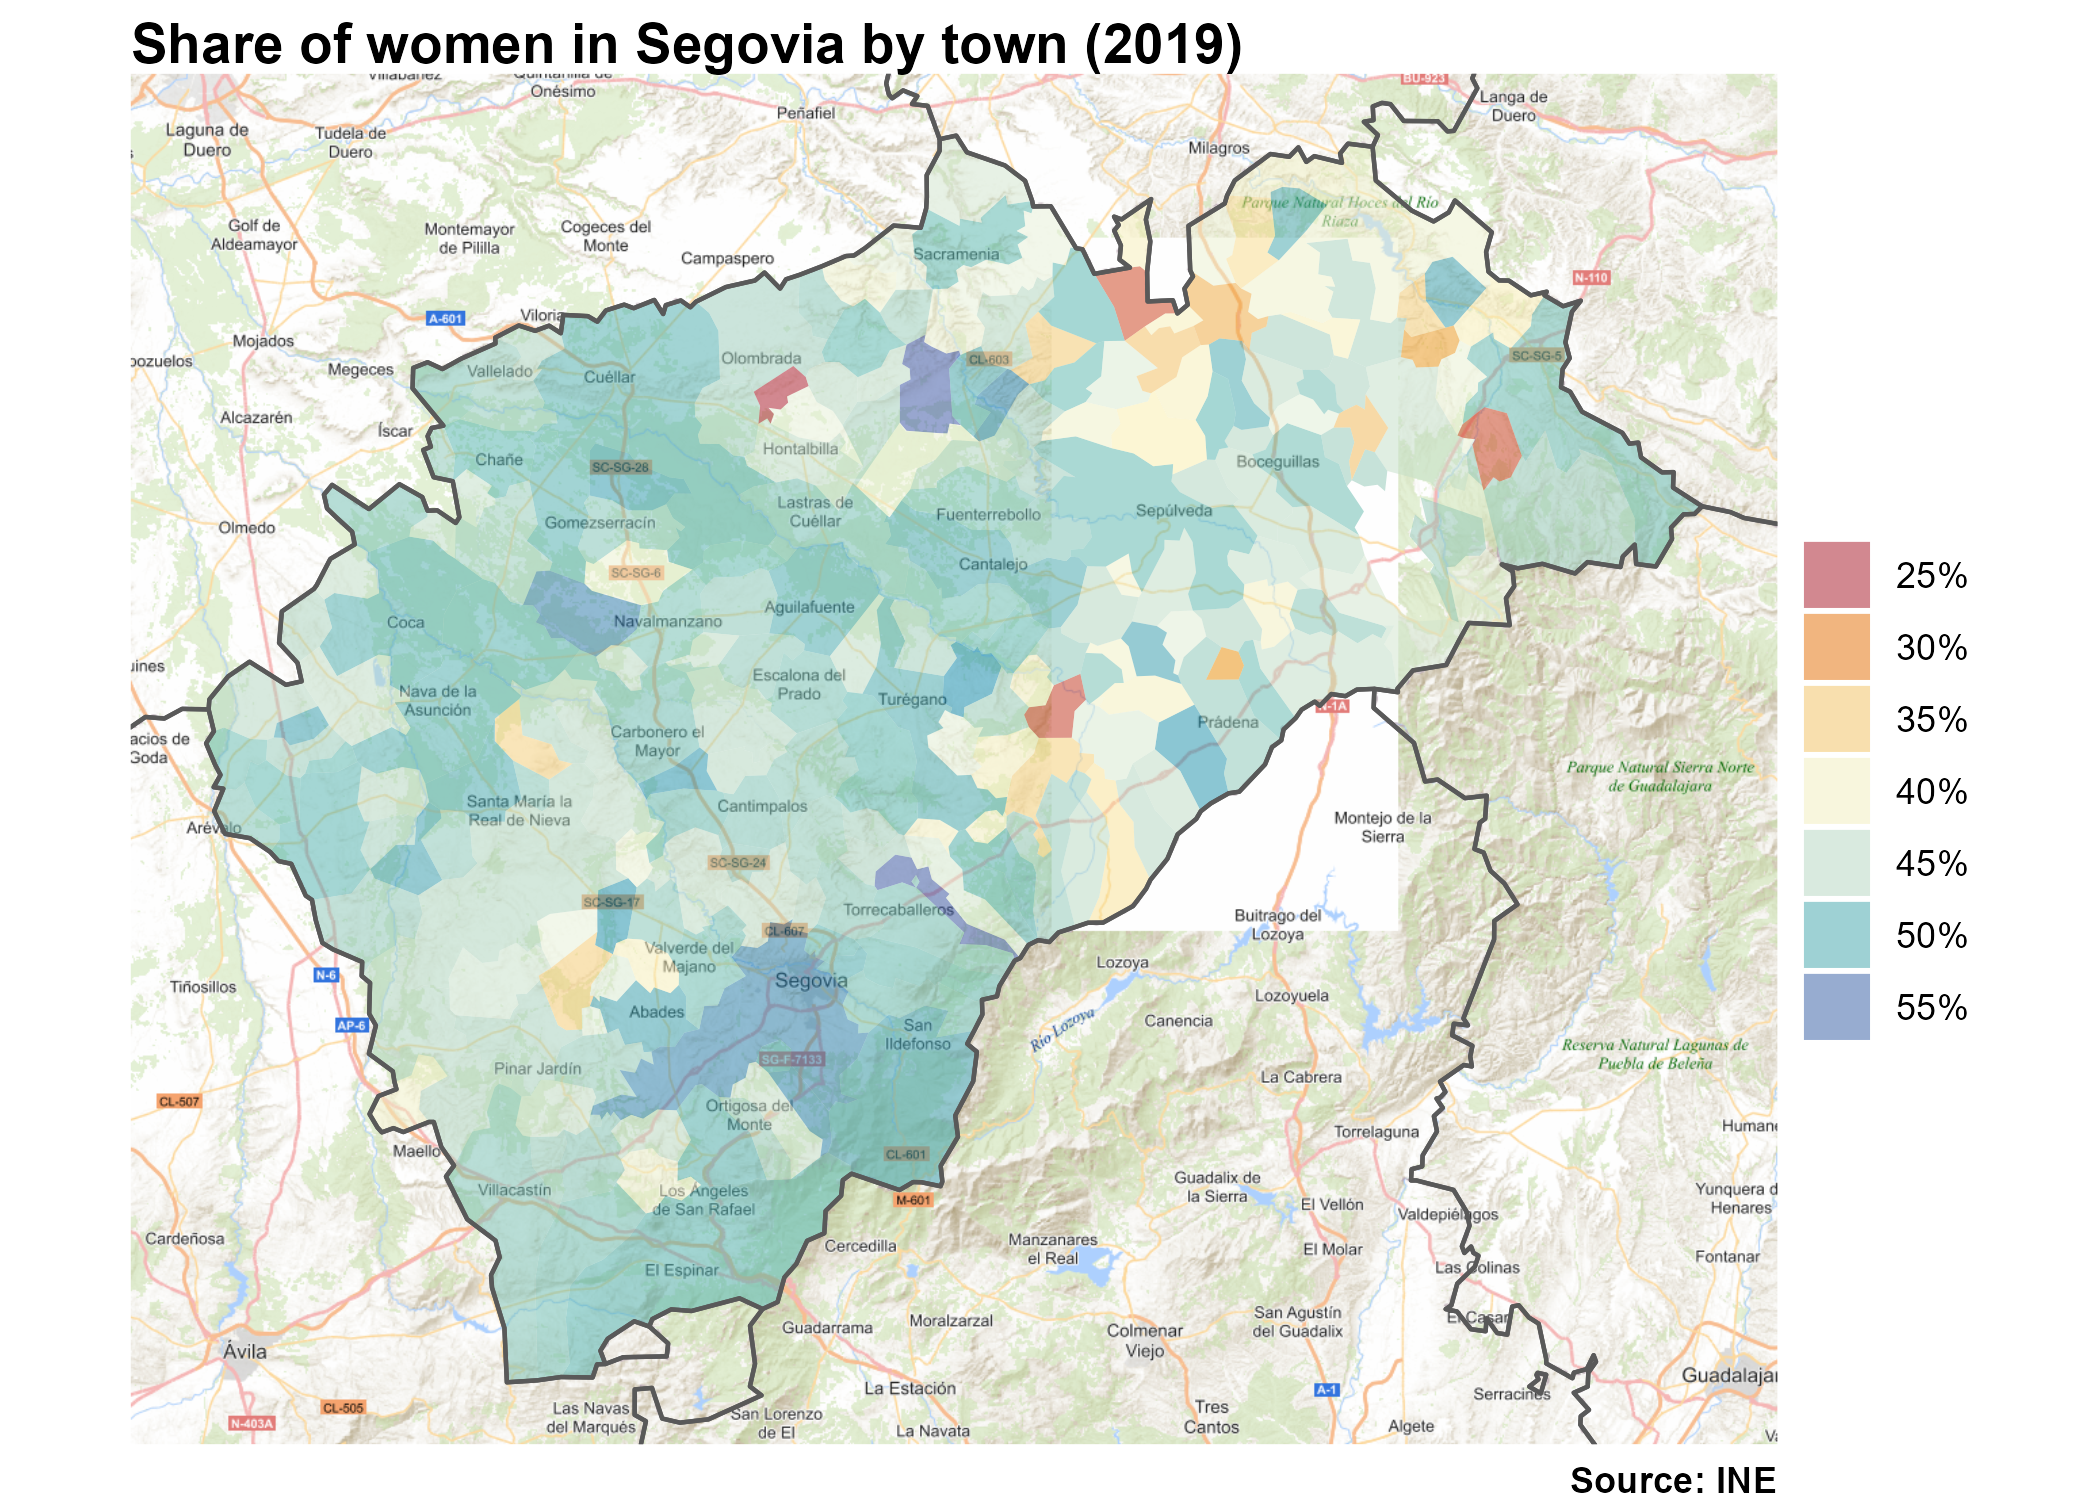 Share of women in Segovia by town (2019)
Villabáñez
Quintanilla de
Onésimo
BU-923
Peñafiel
Langa de
Duero
Laguna de
Duero
Tudela de
Duero
Milagros
Parque Natural Hoces del Río
Riaza
Golf de
Aldeamayor
Montemayor
de Pililla
Cogeces del
Monte
Campaspero
Sacramenia
N-110
A-601
Viloria
Mojados
Megeces
Vallelado
Cuéllar
Olombrada
CL-603
SC-SG-5
Alcazarén
Íscar
Hontalbilla
Chañe
SC-SG-28
Boceguillas
Olmedo
Gomezserracín
Lastras de
Cuéllar
Fuenterrebollo
Sepúlveda
SC-SG-6
Cantalejo
25%
Coca
Navalmanzano
Aguilafuente
30%
Nava de la
Asunción
Escalona del
Prado
Turégano
N-1A
35%
Carbonero el
Mayor
Prádena
acios de
Goda
Parque Natural Sierra Norte
de Guadalajara
40%
Santa María la
Real de Nieva
Cantimpalos
Arévalo
Montejo de la
Sierra
SC-SG-24
45%
SC-SG-17
Torrecaballeros
Buitrago del
Lozoya
CL-607
50%
Valverde del
Majano
Segovia
N-6
Tiñosillos
Lozoya
Lozoyuela
Abades
55%
AP-6
San
Ildefonso
Río Lozoya
Canencia
SG-F-7133
Reserva Natural Lagunas de
Puebla de Beleña
Pinar Jardín
La Cabrera
CL-507
Ortigosa del
Monte
Torrelaguna
Humane
Maello
CL-601
Villacastín
Los Ángeles
de San Rafael
M-601
Guadalix de
la Sierra
El Vellón
Valdepiélagos
Yunquera d
Henares
Cardeñosa
Cercedilla
Manzanares
el Real
El Molar
Fontanar
El Espinar
Las Colinas
Guadarrama
Moralzarzal
Colmenar
Viejo
San Agustín
del Guadalix
El Casar
Ávila
Guadalajar
La Estación
A-1
Serracines
CL-505
N-403A
Las Navas
del Marqués
San Lorenzo
de El
La Navata
Tres
Cantos
Algete
Source: INE